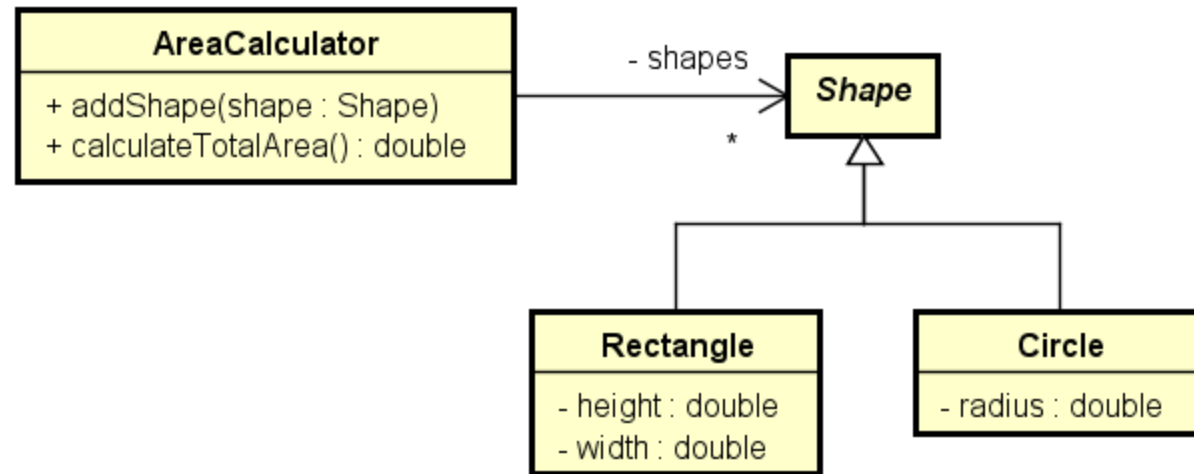 AreaCalculator
+ addShape(shape : Shape)
+ calculateTotalArea() : double
- shapes
*
Shape
Rectangle
- height : double
- width : double
Circle
- radius : double